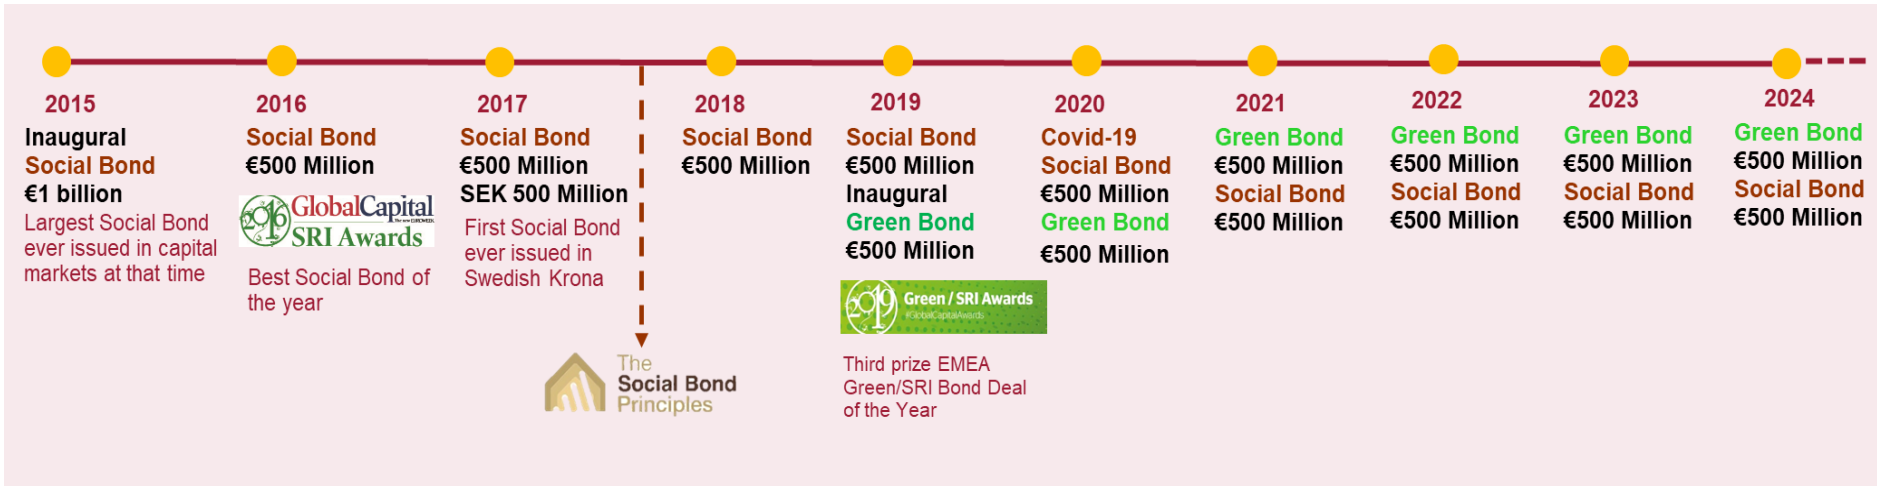 2015
Inaugural
Social Bond
€1 billion
Largest Social Bond
ever issued in capital
markets at that time
2016
Social Bond
€500 Million
2016
GlobalCapital
SRI Awards
Best Social Bond of
the year
2017
Social Bond
€500 Million
SEK 500 Million
First Social Bond
ever issued in
Swedish Krona
The
Social Bond
Principles
2018
Social Bond
€500 Million
2019
Social Bond
€500 Million
Inaugural
Green Bond
€500 Million
2019
Green / SRI Awards
#GlobalCapitalAwards
Third prize EMEA
Green/SRI Bond Deal
of the Year
2020
Covid-19
Social Bond
€500 Million
Green Bond
€500 Million
2021
Green Bond
€500 Million
Social Bond
€500 Million
2022
Green Bond
€500 Million
Social Bond
€500 Million
2023
Green Bond
€500 Million
Social Bond
€500 Million
2024
Green Bond
€500 Million
Social Bond
€500 Million